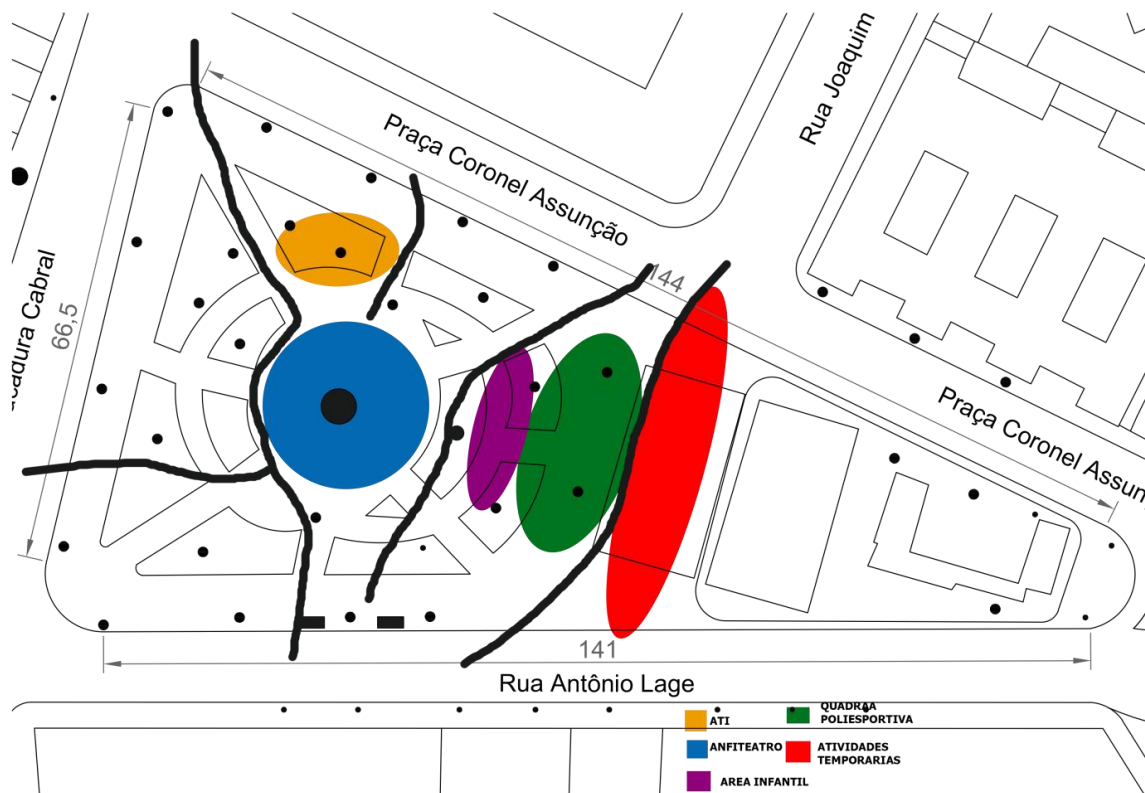 Praça Coronel Assunção
Rua Joaquim
66,5
144
Praça Coronel Assun
141
Rua Antônio Lage
ATI
QUADRAA
POLIESPORTIVA
ANFITEATRO
ATIVIDADES
TEMPORARIAS
AREA INFANTIL
adura Cabral